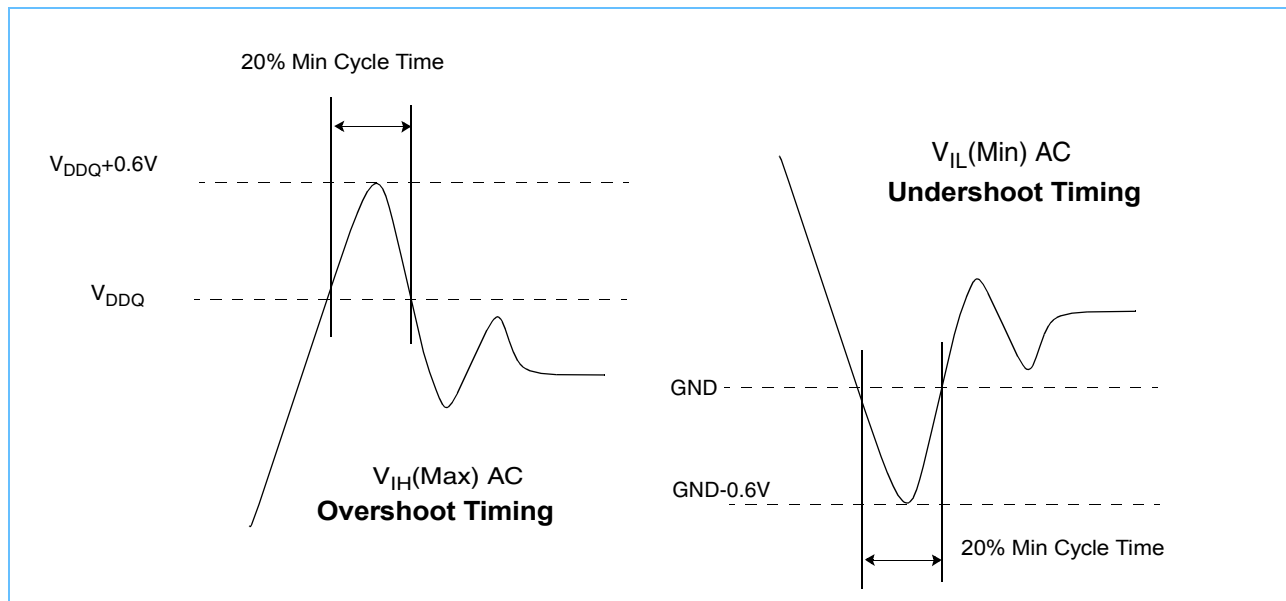 20% Min Cycle Time
VDDQ+0.6V
VDDQ
VIH(Max) AC
Overshoot Timing
VIL(Min) AC
Undershoot Timing
GND
GND-0.6V
20% Min Cycle Time